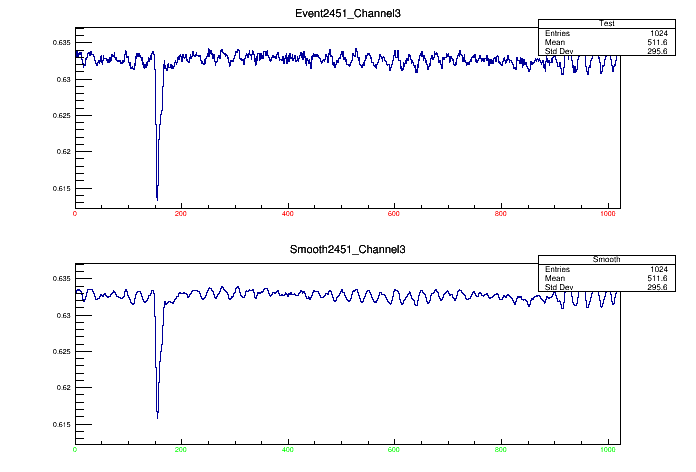 Event2451_Channel3
Test
Entries 1024
Mean 511.6
Std Dev 295.6
0.635
0.63
0.625
0.62
0.615
0 200 400 600 800 1000
Smooth2451_Channel3
Smooth
Entries 1024
Mean 511.6
Std Dev 295.6
0.635
0.63
0.625
0.62
0.615
0 200 400 600 800 1000